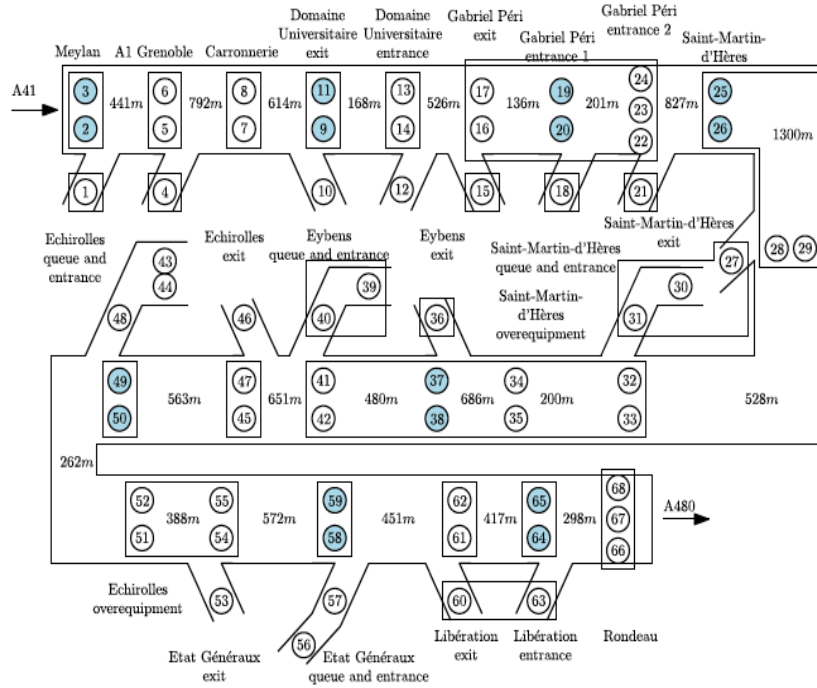 Meylan
A1 Grenoble
Carronnerie
Domaine
Universitaire
exit
Domaine
Universitaire
entrance
Gabriel Péri
exit
Gabriel Péri
entrance 1
Gabriel Péri
entrance 2
Saint-Martin-
d'Hères
A41
3 6 8 11 13 17 19 24 25
441m 792m 614m 168m 526m 136m 201m 23 827m 1300m
2 5 7 9 14 16 20 22 26
1 4 10 12 15 18 21
Echirolles
queue and
entrance
Echirolles
exit
Eybens
queue and entrance
Eybens
exit
Saint-Martin-d'Hères
queue and entrance
Saint-Martin-
d'Hères
overequipment
Saint-Martin-d'Hères
exit
27 28 29
43 39 30
44
48 46 40 36 31
49 47 41 37 34 32
563m 651m 480m 686m 200m 528m
50 45 42 38 35 33
262m
52 55 59 62 65 68
388m 572m 451m 417m 298m 67 A480
51 54 58 61 64 66
53 57 60 63
56
Echirolles
overequipment
Etat Généraux
exit
Etat Généraux
queue and entrance
Libération
exit
Libération
entrance
Rondeau